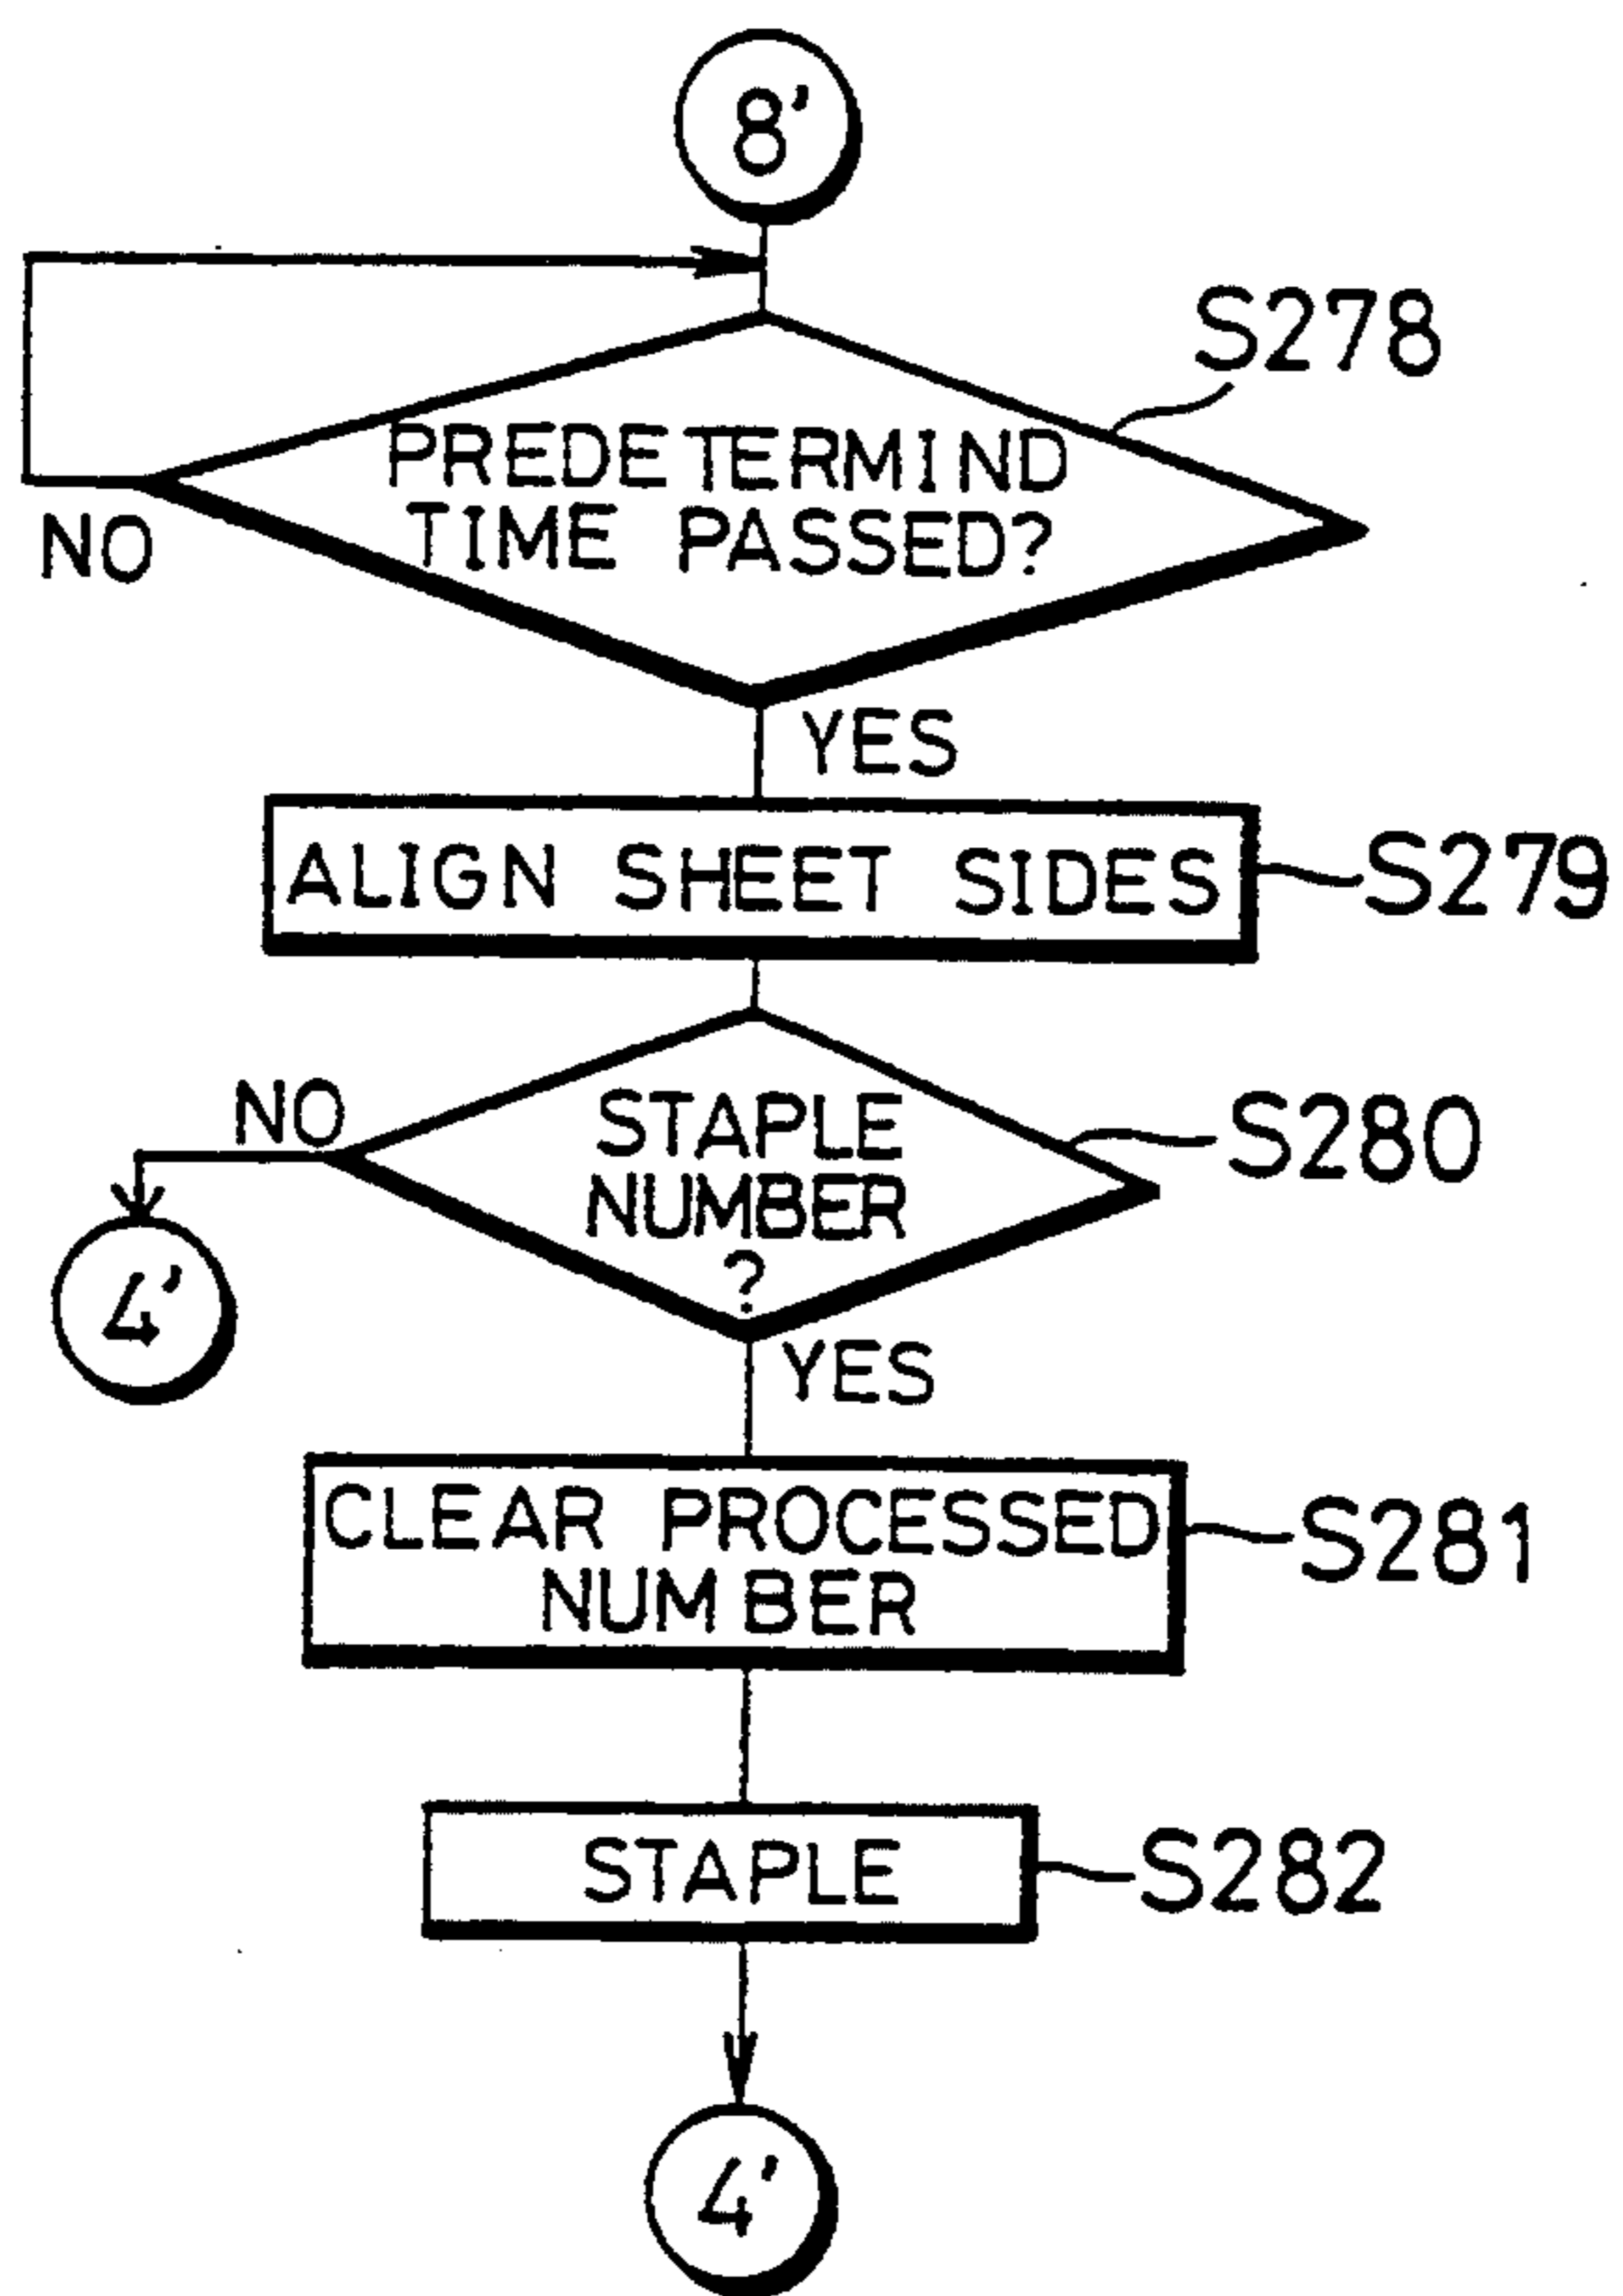 8'
S278
PREDETERMIND
TIME PASSED?
NO
YES
ALIGN SHEET SIDES
S279
NO
STAPLE
NUMBER
?
S280
4'
YES
CLEAR PROCESSED
NUMBER
S281
STAPLE
S282
4'